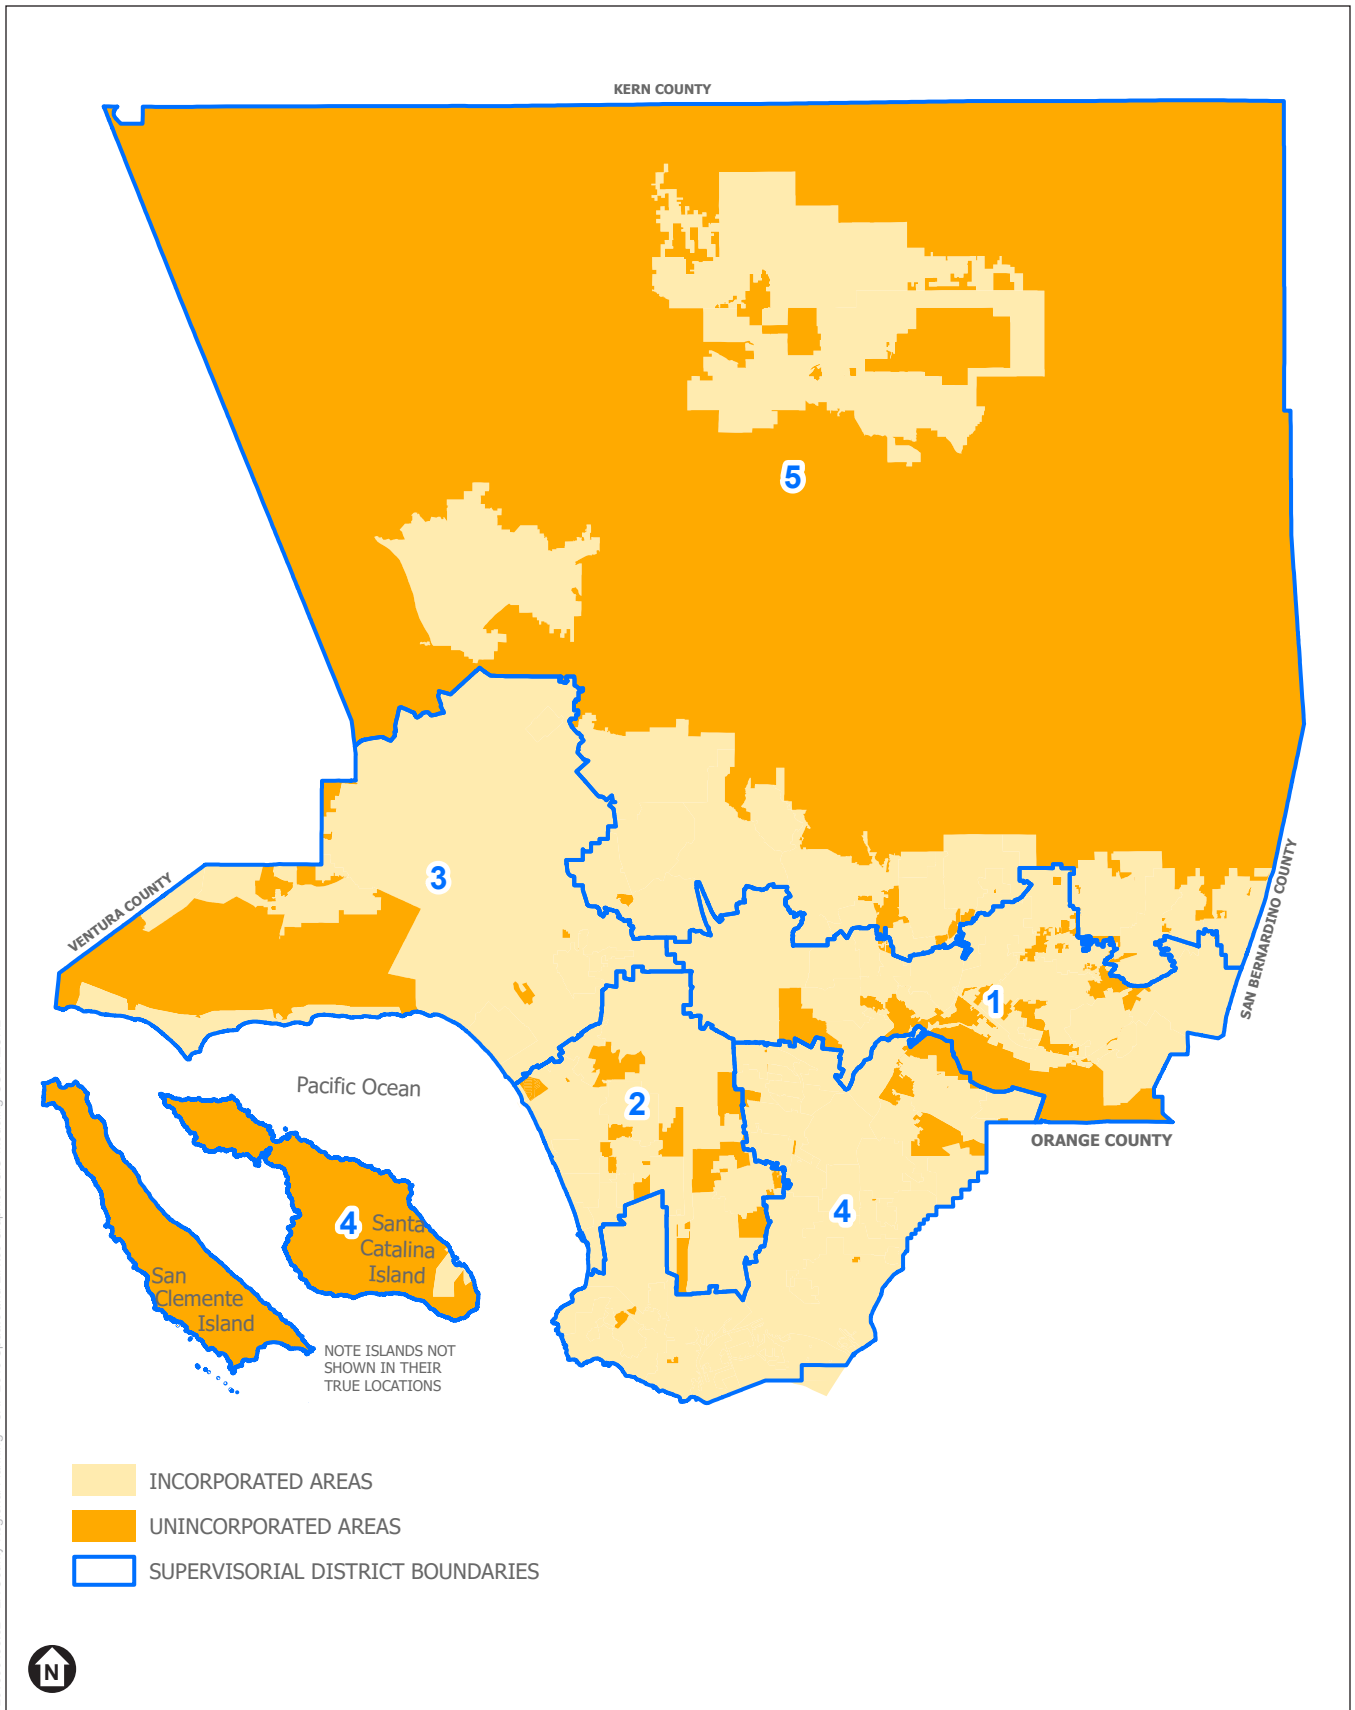 KERN COUNTY
5
3
VENTURA COUNTY
SAN BERNARDINO COUNTY
1
Pacific Ocean
2
ORANGE COUNTY
4
4
Santa
Catalina
Island
San
Clemente
Island
NOTE ISLANDS NOT
SHOWN IN THEIR
TRUE LOCATIONS
INCORPORATED AREAS
UNINCORPORATED AREAS
SUPERVISORIAL DISTRICT BOUNDARIES
N